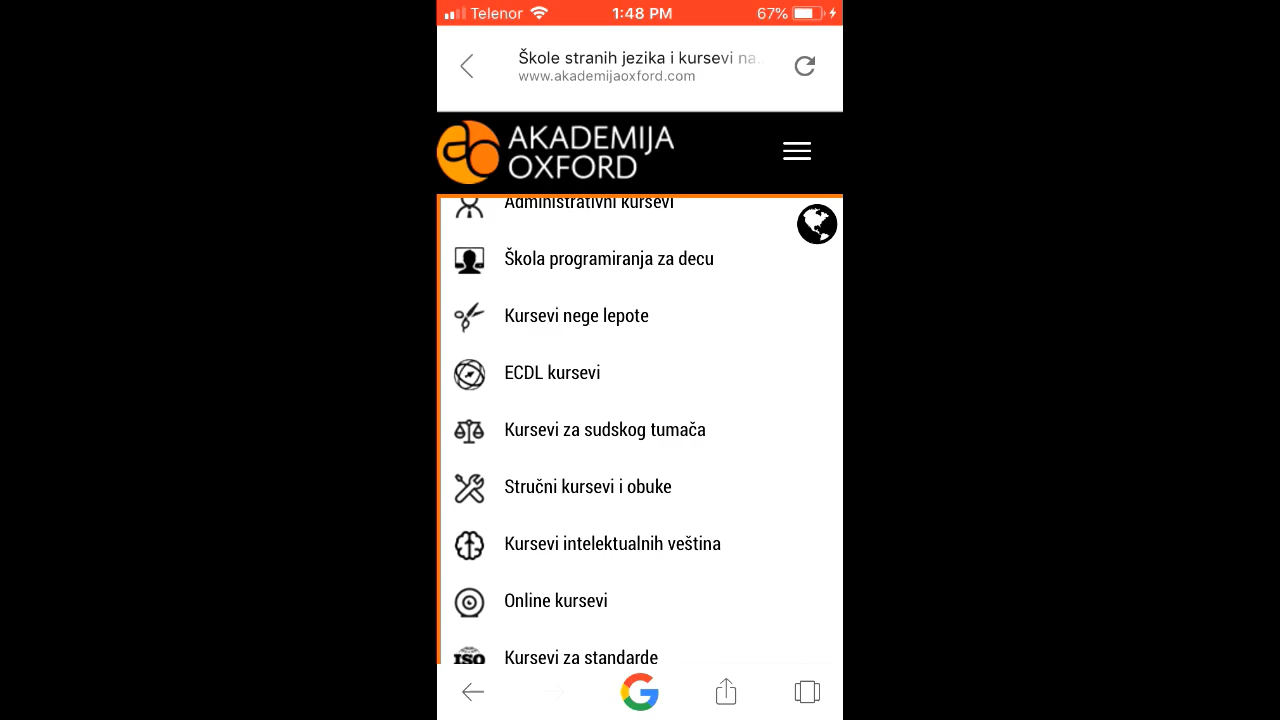 Telenor
1:48 PM
67%
Škole stranih jezika i kursevi na..
www.akademijaoxford.com
AKADEMIJA
OXFORD
Administrativni kursevi
Škola programiranja za decu
Kursevi nege lepote
ECDL kursevi
Kursevi za sudskog tumača
Stručni kursevi i obuke
Kursevi intelektualnih veština
Online kursevi
ISO
Kursevi za standarde